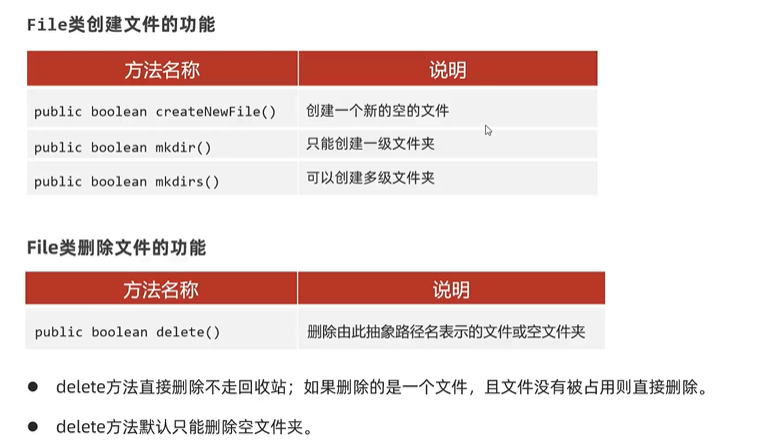 File类创建文件的功能
方法名称 说明
public boolean createNewFile() 创建一个新的空的文件
public boolean mkdir() 只能创建一级文件夹
public boolean mkdirs() 可以创建多级文件夹
File类删除文件的功能
方法名称 说明
public boolean delete() 删除由此抽象路径名表示的文件或空文件夹
● delete方法直接删除不走回收站；如果删除的是一个文件，且文件没有被占用则直接删除。
● delete方法默认只能删除空文件夹。